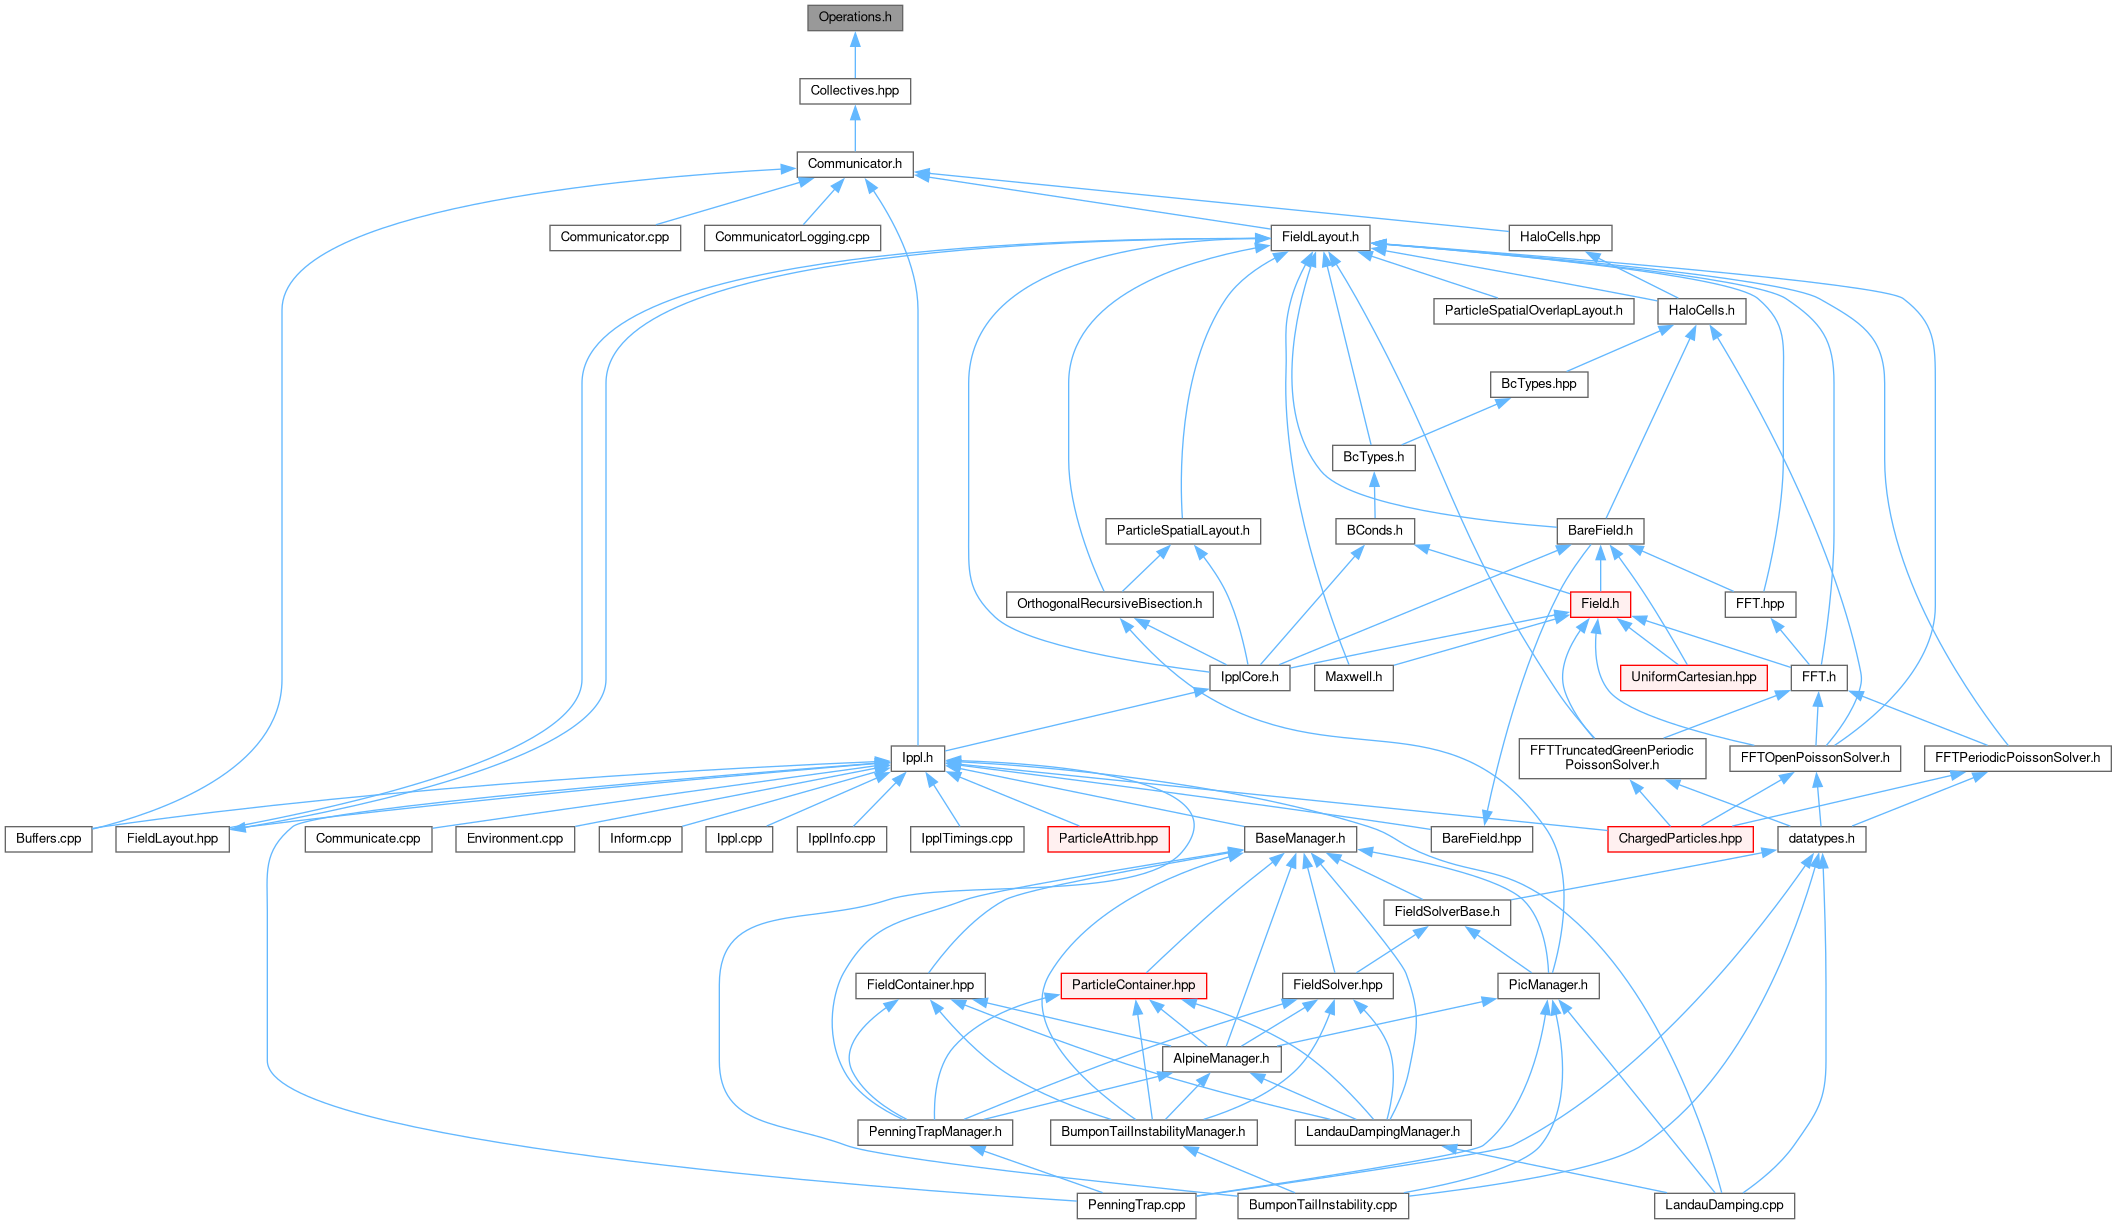 Operations.h
Collectives.hpp
Communicator.h
Communicator.cpp
CommunicatorLogging.cpp
FieldLayout.h
HaloCells.hpp
ParticleSpatialOverlapLayout.h
HaloCells.h
BcTypes.hpp
BcTypes.h
ParticleSpatialLayout.h
BConds.h
BareField.h
OrthogonalRecursiveBisection.h
Field.h
FFT.hpp
IpplCore.h
Maxwell.h
UniformCartesian.hpp
FFT.h
Ippl.h
FFTTruncatedGreenPeriodic
PoissonSolver.h
FFTOpenPoissonSolver.h
FFTPeriodicPoissonSolver.h
Buffers.cpp
FieldLayout.hpp
Communicate.cpp
Environment.cpp
Inform.cpp
Ippl.cpp
IpplInfo.cpp
IpplTimings.cpp
ParticleAttrib.hpp
BaseManager.h
BareField.hpp
ChargedParticles.hpp
datatypes.h
FieldSolverBase.h
FieldContainer.hpp
ParticleContainer.hpp
FieldSolver.hpp
PicManager.h
AlpineManager.h
PenningTrapManager.h
BumponTailInstabilityManager.h
LandauDampingManager.h
PenningTrap.cpp
BumponTailInstability.cpp
LandauDamping.cpp